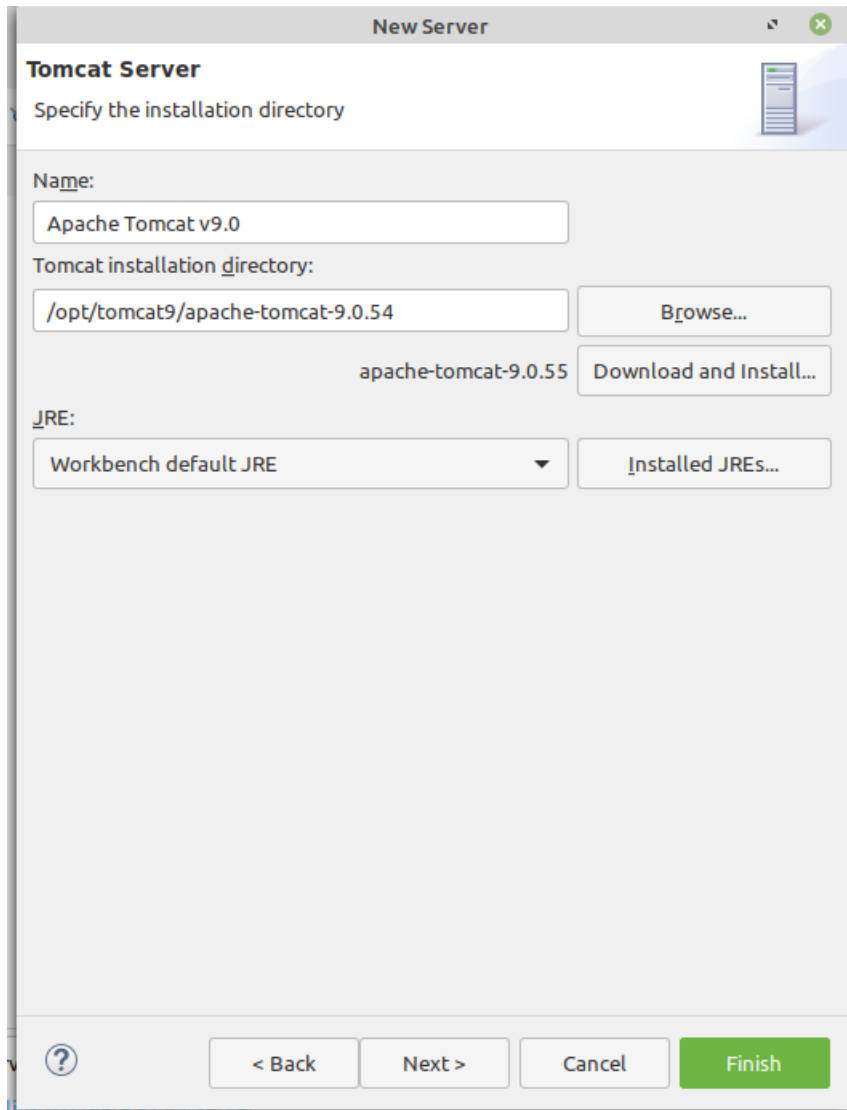 New Server
Tomcat Server
Specify the installation directory
Name:
Apache Tomcat v9.0
Tomcat installation directory:
/opt/tomcat9/apache-tomcat-9.0.54
Browse...
apache-tomcat-9.0.55
Download and Install...
JRE:
Workbench default JRE
Installed JREs...
?
< Back
Next >
Cancel
Finish